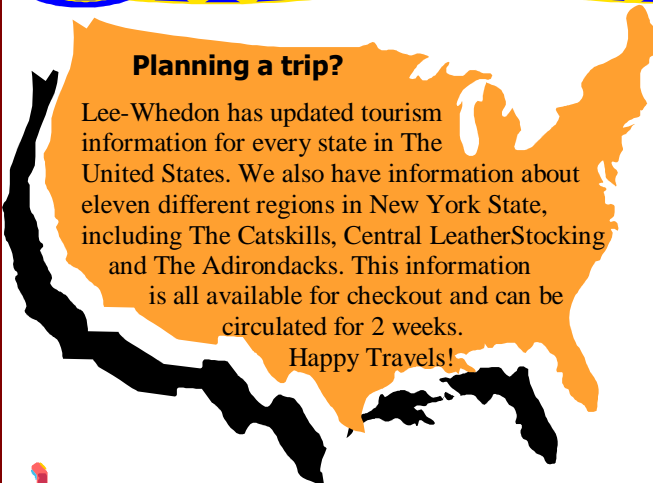 Planning a trip?
Lee-Whedon has updated tourism
information for every state in The
United States. We also have information about
eleven different regions in New York State,
including The Catskills, Central LeatherStocking
and The Adirondacks. This information
is all available for checkout and can be
circulated for 2 weeks.
Happy Travels!